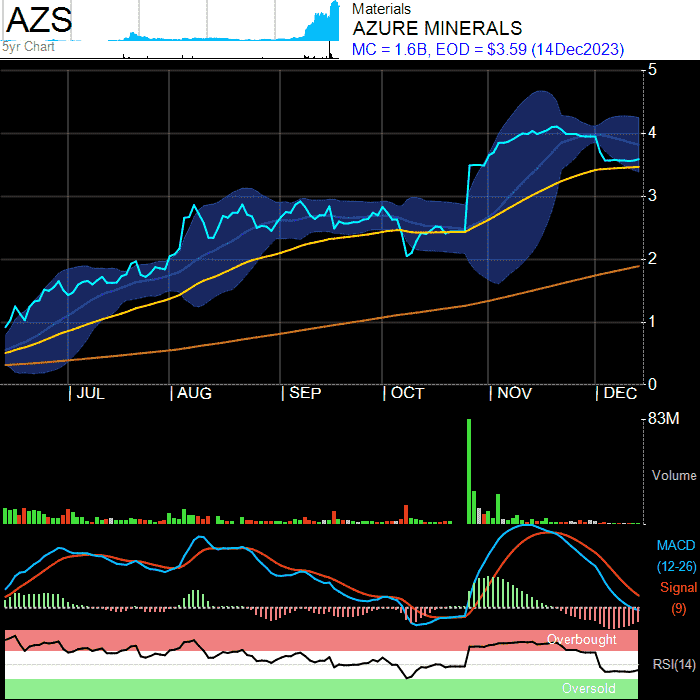 AZS
5yr Chart
Materials
AZURE MINERALS
MC = 1.6B, EOD = $3.59 (14Dec2023)
5
4
3
2
1
0
JUL
AUG
SEP
OCT
NOV
DEC
83M
Volume
MACD
(12-26)
Signal
(9)
Overbought
RSI(14)
Oversold